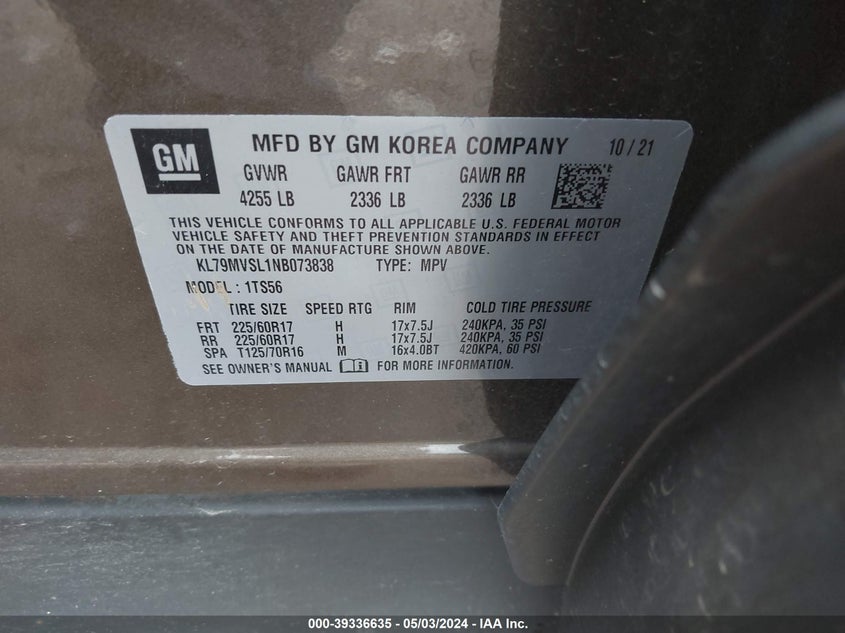 GM MFD BY GM KOREA COMPANY 10 / 21
GVWR GAWR FRT GAWR RR
4255 LB 2336 LB 2336 LB
THIS VEHICLE CONFORMS TO ALL APPLICABLE U.S. FEDERAL MOTOR
VEHICLE SAFETY AND THEFT PREVENTION STANDARDS IN EFFECT
ON THE DATE OF MANUFACTURE SHOWN ABOVE.
KL79MVSL1NB073838 TYPE: MPV
MODEL : 1TS56
TIRE SIZE SPEED RTG RIM COLD TIRE PRESSURE
FRT 225/60R17 H 17x7.5J 240KPA, 35 PSI
RR 225/60R17 H 17x7.5J 240KPA, 35 PSI
SPA T125/70R16 M 16x4.0BT 420KPA, 60 PSI
SEE OWNER'S MANUAL FOR MORE INFORMATION.
000-39336635 - 05/03/2024 - IAA Inc.